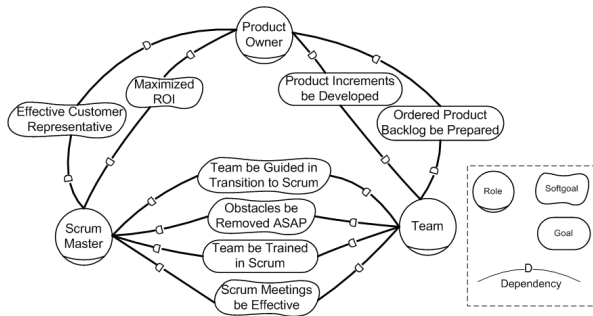 Product
Owner
Maximized
ROI
Effective Customer
Representative
Product Increments
be Developed
Ordered Product
Backlog be Prepared
Team be Guided in
Transition to Scrum
Obstacles be
Removed ASAP
Team be Trained
in Scrum
Scrum Meetings
be Effective
Scrum
Master
Team
Role
Softgoal
Goal
Dependency